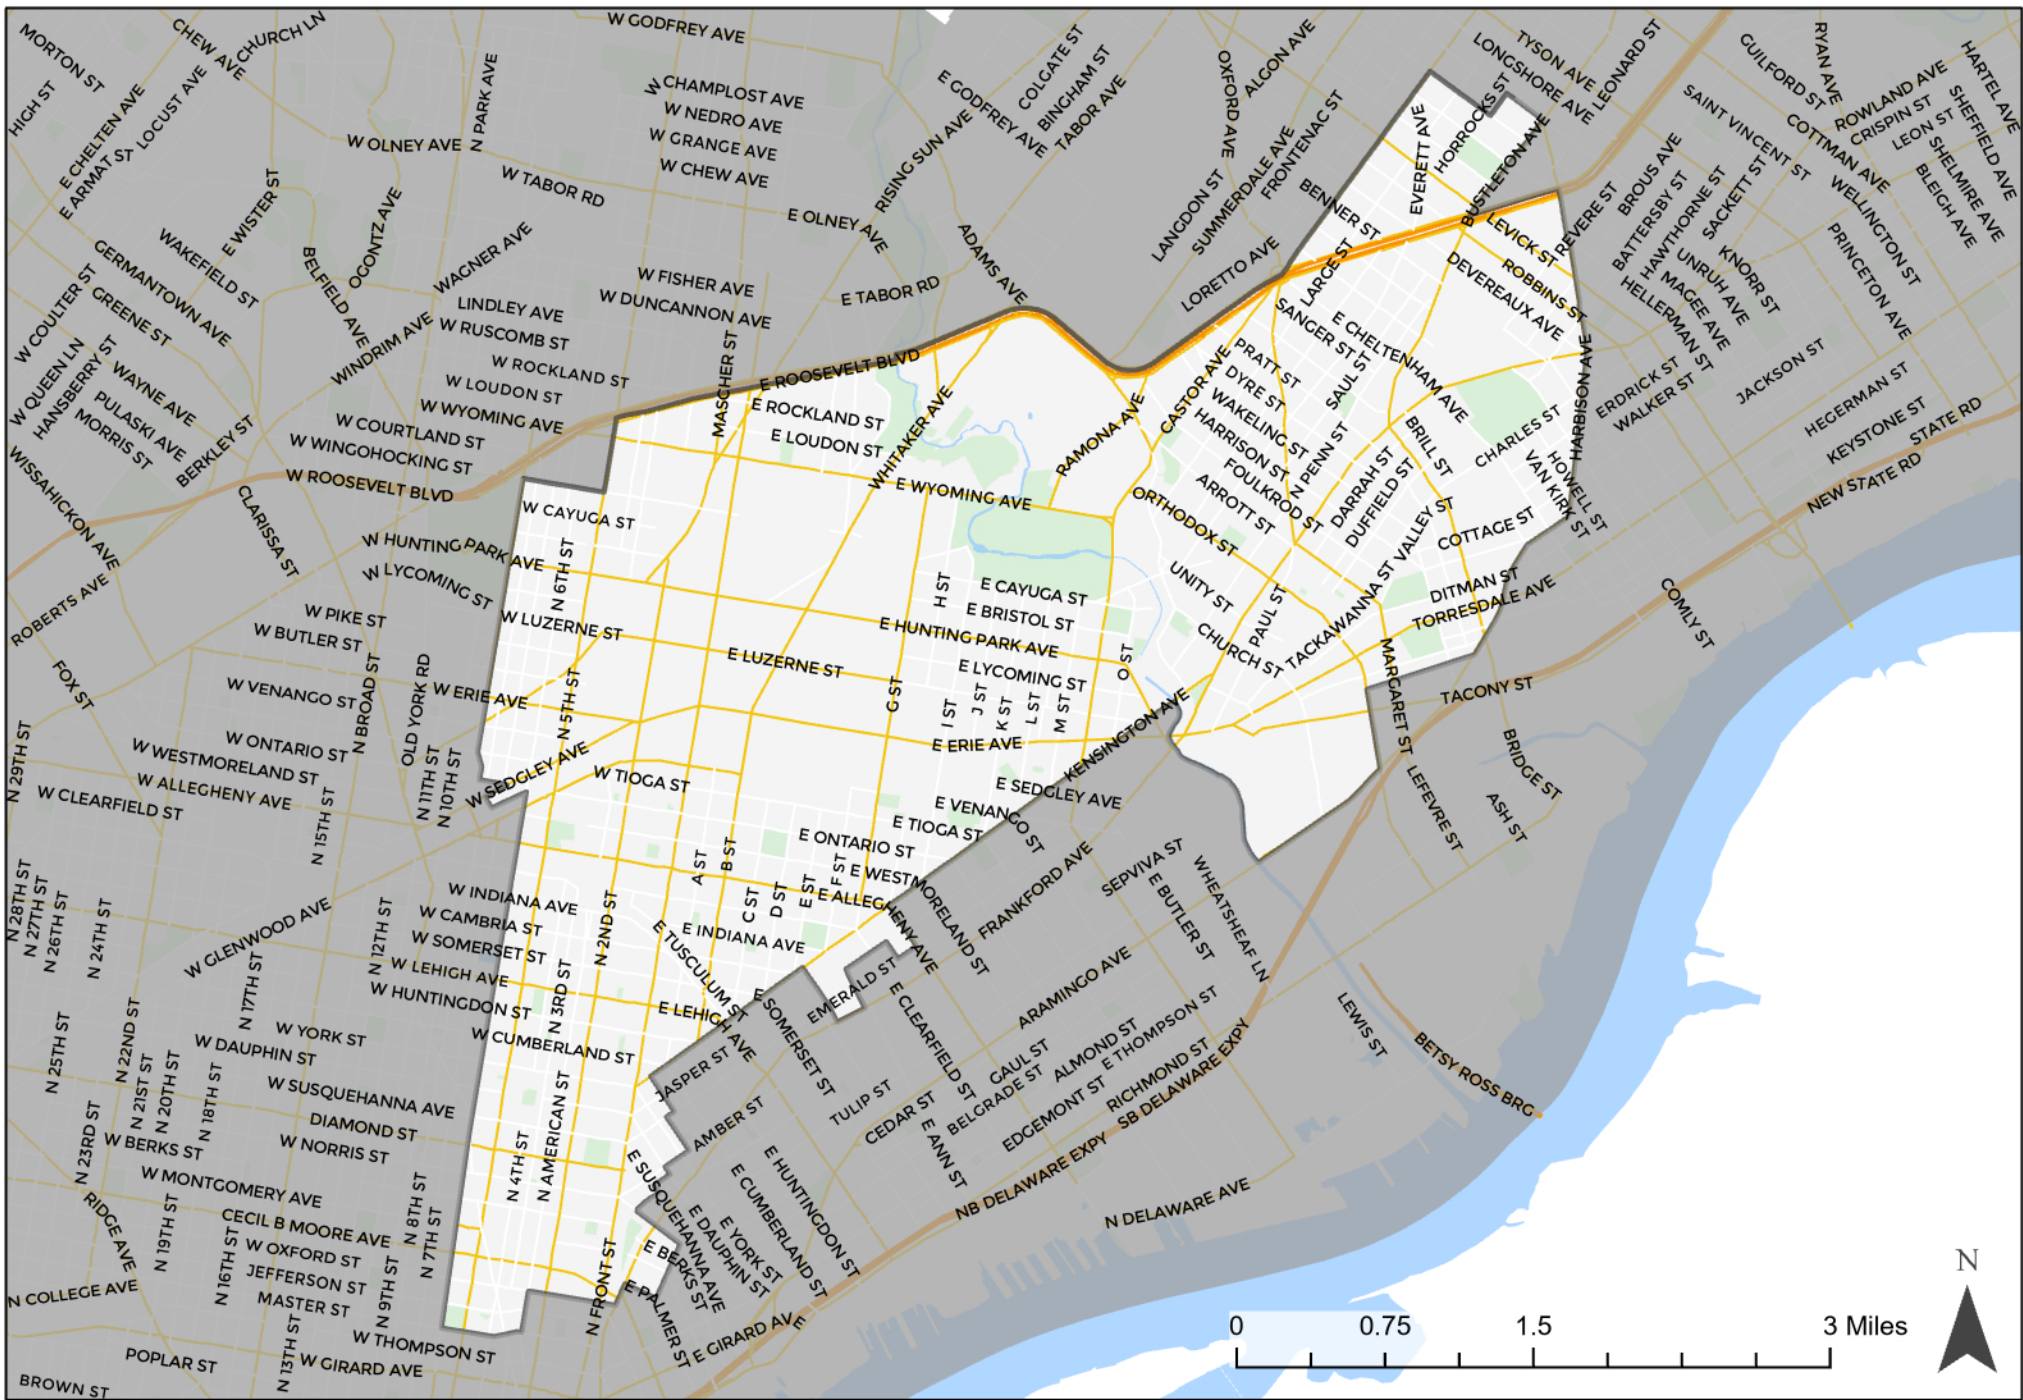 MORTON ST
CHEW AVE
CHURCH LN
W GODFREY AVE
HIGH ST
E CHELTEN AVE
LOCUST AVE
E ARMAT ST
N PARK AVE
W OLNEY AVE
W CHAMPLOST AVE
W NEDRO AVE
W GRANGE AVE
W CHEW AVE
W TABOR RD
E OLNEY AVE
RISING SUN AVE
E GODFREY AVE
COLGATE ST
BINGHAM ST
TABOR AVE
OXFORD AVE
ALGON AVE
LANGDON ST
SUMMERDALE AVE
FRONTENAC ST
LORETTO AVE
BENNER ST
EVERETT AVE
HORROCKS ST
BUSTLETON AVE
LONGSHORE AVE
TYSON AVE
LEONARD ST
GUILFORD ST
RYAN AVE
HARTEL AVE
ROWLAND AVE
CRISPIN ST
LEON ST
SHEFFIELD AVE
SHELMIRE AVE
BLEIGH AVE
COTTMAN AVE
SAINT VINCENT ST
WELLINGTON ST
PRINCETON AVE
BROUS AVE
BATTERSBY ST
HAWTHORNE ST
SACKETT ST
REVERE ST
KNORR ST
UNRUH AVE
MAGEE AVE
HELLERMAN ST
LEVICK ST
ROBBINS ST
DEVEREAUX AVE
E WISTER ST
OGONTZ AVE
WAKEFIELD ST
BELFIELD AVE
WAGNER AVE
GERMANTOWN AVE
GREENE ST
W COULTER ST
W QUEEN LN
HANSBERRY ST
WAYNE AVE
PULASKI AVE
MORRIS ST
BERKLEY ST
WINDRIM AVE
LINDLEY AVE
W RUSCOMB ST
W ROCKLAND ST
W LOUDON ST
W WYOMING AVE
W COURTLAND ST
W WINGOHOCKING ST
W ROOSEVELT BLVD
W FISHER AVE
W DUNCANNON AVE
E TABOR RD
ADAMS AVE
MASCHER ST
E ROOSEVELT BLVD
E ROCKLAND ST
E LOUDON ST
WHITAKER AVE
E WYOMING AVE
RAMONA AVE
CASTOR AVE
LARGE ST
SANGER ST
E CHELTENHAM AVE
PRATT ST
DYRE ST
WAKELING ST
HARRISON ST
FOULKROD ST
ARROTT ST
ORTHODOX ST
SAUL ST
N PENN ST
DARRAH ST
DUFFIELD ST
BRILL ST
VALLEY ST
CHARLES ST
COTTAGE ST
VAN KIRK ST
HOWELL ST
HARBISON AVE
ERDRICK ST
WALKER ST
JACKSON ST
HEGERMAN ST
KEYSTONE ST
STATE RD
NEW STATE RD
WISSAHICKON AVE
ROBERTS AVE
CLARISSA ST
W HUNTING PARK AVE
W LYCOMING ST
W CAYUGA ST
N 6TH ST
W LUZERNE ST
W PIKE ST
W BUTLER ST
FOX ST
W VENANGO ST
W ERIE AVE
N BROAD ST
OLD YORK RD
N 5TH ST
W ONTARIO ST
W WESTMORELAND ST
W ALLEGHENY AVE
W CLEARFIELD ST
N 29TH ST
N 15TH ST
N 11TH ST
N 10TH ST
W SEDGLEY AVE
W TIOGA ST
E LUZERNE ST
E HUNTING PARK AVE
H ST
E CAYUGA ST
E BRISTOL ST
E LYCOMING ST
G ST
I ST
J ST
K ST
L ST
M ST
O ST
E ERIE AVE
KENSINGTON AVE
UNITY ST
CHURCH ST
PAUL ST
TACKAWANNA ST
DITMAN ST
TORRESDALE AVE
MARGARET ST
TACONY ST
COMLY ST
BRIDGE ST
LEFEVRE ST
ASH ST
E SEDGLEY AVE
E VENANGO ST
E TIOGA ST
E ONTARIO ST
E WESTMORELAND ST
E ALLEGHENY AVE
A ST
B ST
C ST
D ST
E ST
F ST
E INDIANA AVE
E TUSCULUM ST
E LEHIGH AVE
E SOMERSET ST
EMERALD ST
E CLEARFIELD ST
FRANKFORD AVE
SEPVIVA ST
E BUTLER ST
WHEATSHEAF LN
ARAMINGO AVE
N 28TH ST
N 27TH ST
N 26TH ST
N 24TH ST
W GLENWOOD AVE
N 12TH ST
N 17TH ST
W INDIANA AVE
W CAMBRIA ST
W SOMERSET ST
W LEHIGH AVE
W HUNTINGDON ST
W CUMBERLAND ST
N 2ND ST
N 3RD ST
N 25TH ST
N 22ND ST
N 21ST ST
N 20TH ST
N 18TH ST
W YORK ST
W DAUPHIN ST
W SUSQUEHANNA AVE
DIAMOND ST
W NORRIS ST
W BERKS ST
N 23RD ST
W MONTGOMERY AVE
RIDGE AVE
N 19TH ST
CECIL B MOORE AVE
W OXFORD ST
JEFFERSON ST
MASTER ST
N 16TH ST
N 8TH ST
N 7TH ST
N 9TH ST
N 13TH ST
N COLLEGE AVE
W THOMPSON ST
POPLAR ST
W GIRARD AVE
BROWN ST
N 4TH ST
N AMERICAN ST
N FRONT ST
JASPER ST
AMBER ST
TULIP ST
CEDAR ST
BELGRADE ST
GAUL ST
ALMOND ST
E THOMPSON ST
EDGEMONT ST
RICHMOND ST
E ANN ST
SB DELAWARE EXPY
NB DELAWARE EXPY
LEWIS ST
BETSY ROSS BRG
N DELAWARE AVE
E HUNTINGDON ST
E CUMBERLAND ST
E YORK ST
E DAUPHIN ST
E SUSQUEHANNA AVE
E BERKS ST
E PALMER ST
E GIRARD AVE
N
0 0.75 1.5 3 Miles